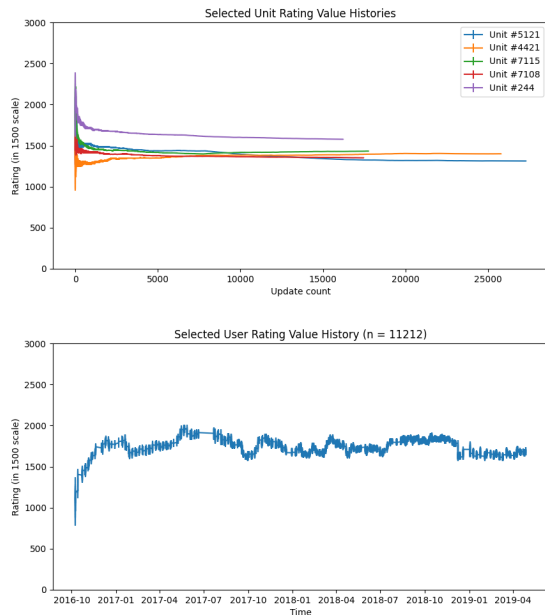 Selected Unit Rating Value Histories
3000
2500
2000
1500
1000
500
0
Rating (in 1500 scale)
Unit #5121
Unit #4421
Unit #7115
Unit #7108
Unit #244
0 5000 10000 15000 20000 25000
Update count
Selected User Rating Value History (n = 11212)
3000
2500
2000
1500
1000
500
0
Rating (in 1500 scale)
2016-10 2017-01 2017-04 2017-07 2017-10 2018-01 2018-04 2018-07 2018-10 2019-01 2019-04
Time